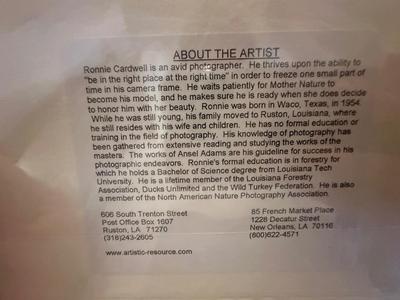 ABOUT THE ARTIST
Ronnie Cardwell is an avid photographer. He thrives upon the ability to
"be in the right place at the right time" in order to freeze one small part of
time in his camera frame. He waits patiently for Mother Nature to
become his model, and he makes sure he is ready when she does decide
to honor him with her beauty. Ronnie was born in Waco, Texas, in 1954.
While he was still young, his family moved to Ruston, Louisiana, where
he still resides with his wife and children. He has no formal education or
training in the field of photography. His knowledge of photography has
been gathered from extensive reading and studying the works of the
masters. The works of Ansel Adams are his guideline for success in his
photographic endeavors. Ronnie's formal education is in forestry for
which he holds a Bachelor of Science degree from Louisiana Tech
University. He is a lifetime member of the Louisiana Forestry
Association, Ducks Unlimited and the Wild Turkey Federation. He is also
a member of the North American Nature Photography Association.
606 South Trenton Street
Post Office Box 1607
Ruston, LA 71270
(318)243-2605
85 French Market Place
1228 Decatur Street
New Orleans, LA 70116
(800)622-4571
www.artistic-resource.com